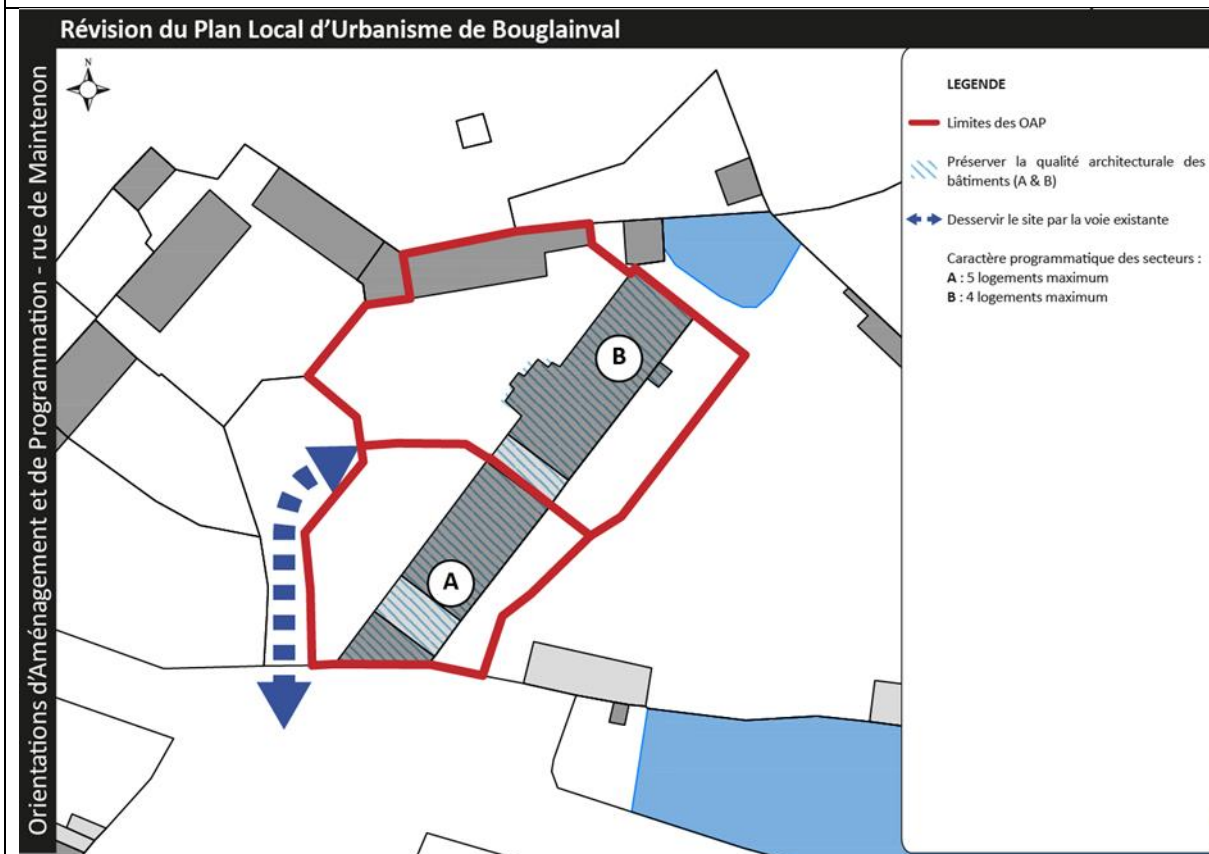 Révision du Plan Local d'Urbanisme de Bouglainval
Orientations d'Aménagement et de Programmation - rue de Maintenon
N
B
A
LEGENDE
Limites des OAP
Préserver la qualité architecturale des
bâtiments (A & B)
Desservir le site par la voie existante
Caractère programmatique des secteurs :
A : 5 logements maximum
B : 4 logements maximum